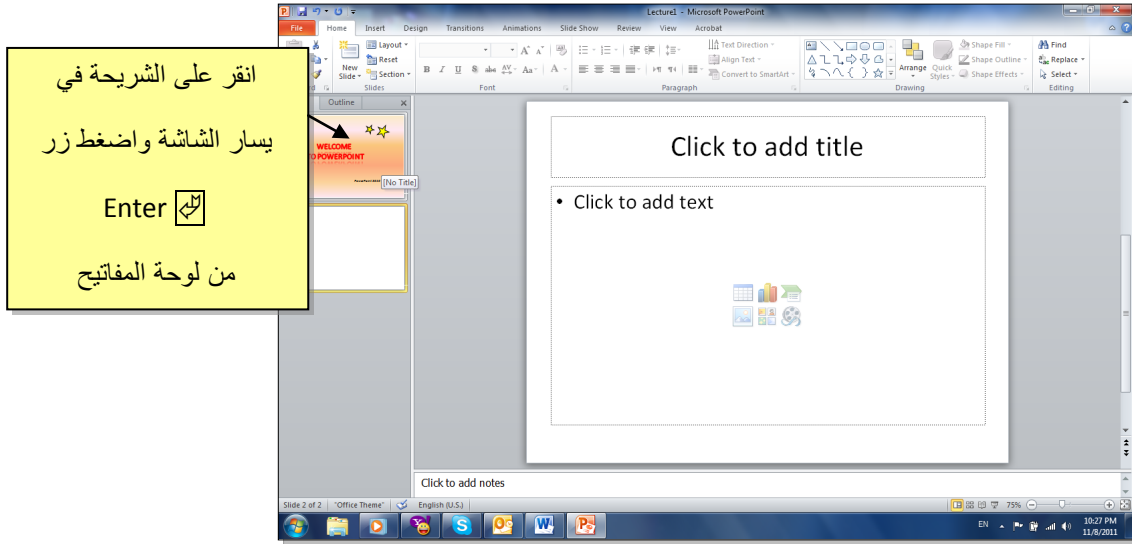 Lecture1 - Microsoft PowerPoint
File Home Insert Design Transitions Animations Slide Show Review View Acrobat
Layout
Reset
Section
New
Slide
Slides
B I U S abc AV Aa A
Font
Text Direction
Align Text
Convert to SmartArt
Paragraph
Arrange
Quick
Styles
Shape Fill
Shape Outline
Shape Effects
Drawing
Find
Replace
Select
Editing
انقر على الشريحة في
يسار الشاشة واضغط زر
Enter
من لوحة المفاتيح
Outline
WELCOME
O POWERPOINT
[No Title]
Click to add title
• Click to add text
Click to add notes
Slide 2 of 2 "Office Theme" English (U.S.) 75%
EN 10:27 PM
11/8/2011